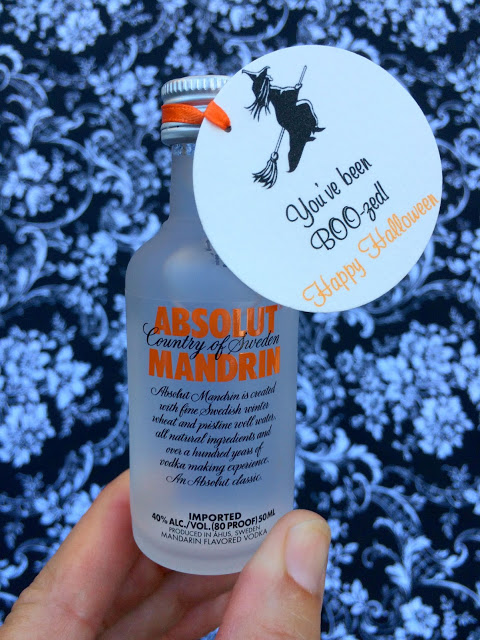 You've been
BOO-zed!
Happy Halloween
ABSOLUT
Country of Sweden
MANDRIN
Absolut Mandrin is created
with fine Swedish winter
wheat and pristine well water,
all natural ingredients and
over a hundred years of
vodka making experience.
An Absolut classic.
IMPORTED
40% ALC./VOL.(80 PROOF) 50 ML
PRODUCED IN ÅHUS, SWEDEN
MANDARIN FLAVORED VODKA